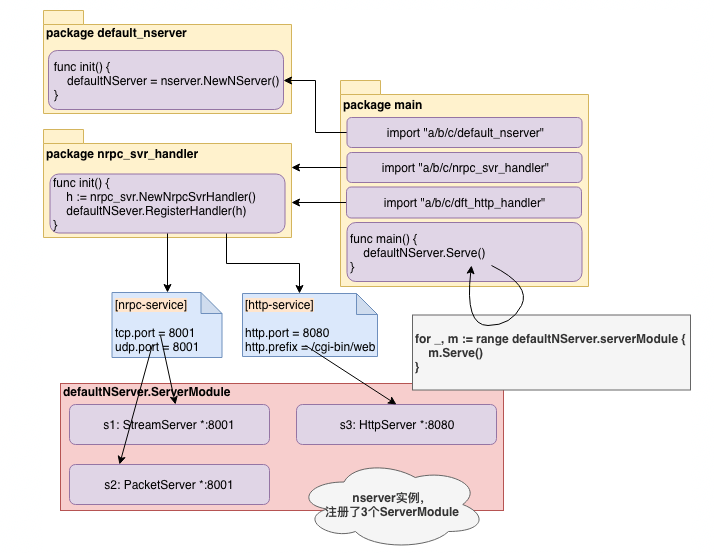 package default_nserver
func init() {
defaultNServer = nserver.NewNServer()
}
package nrpc_svr_handler
func init() {
h := nrpc_svr.NewNrpcSvrHandler()
defaultNSever.RegisterHandler(h)
}
package main
import "a/b/c/default_nserver"
import "a/b/c/nrpc_svr_handler"
import "a/b/c/dft_http_handler"
func main() {
defaultNServer.Serve()
}
[nrpc-service]
tcp.port = 8001
udp.port = 8001
[http-service]
http.port = 8080
http.prefix = /cgi-bin/web
for _, m := range defaultNServer.serverModule {
m.Serve()
}
defaultNServer.ServerModule
s1: StreamServer *:8001
s3: HttpServer *:8080
s2: PacketServer *:8001
nserver实例，
注册了3个ServerModule